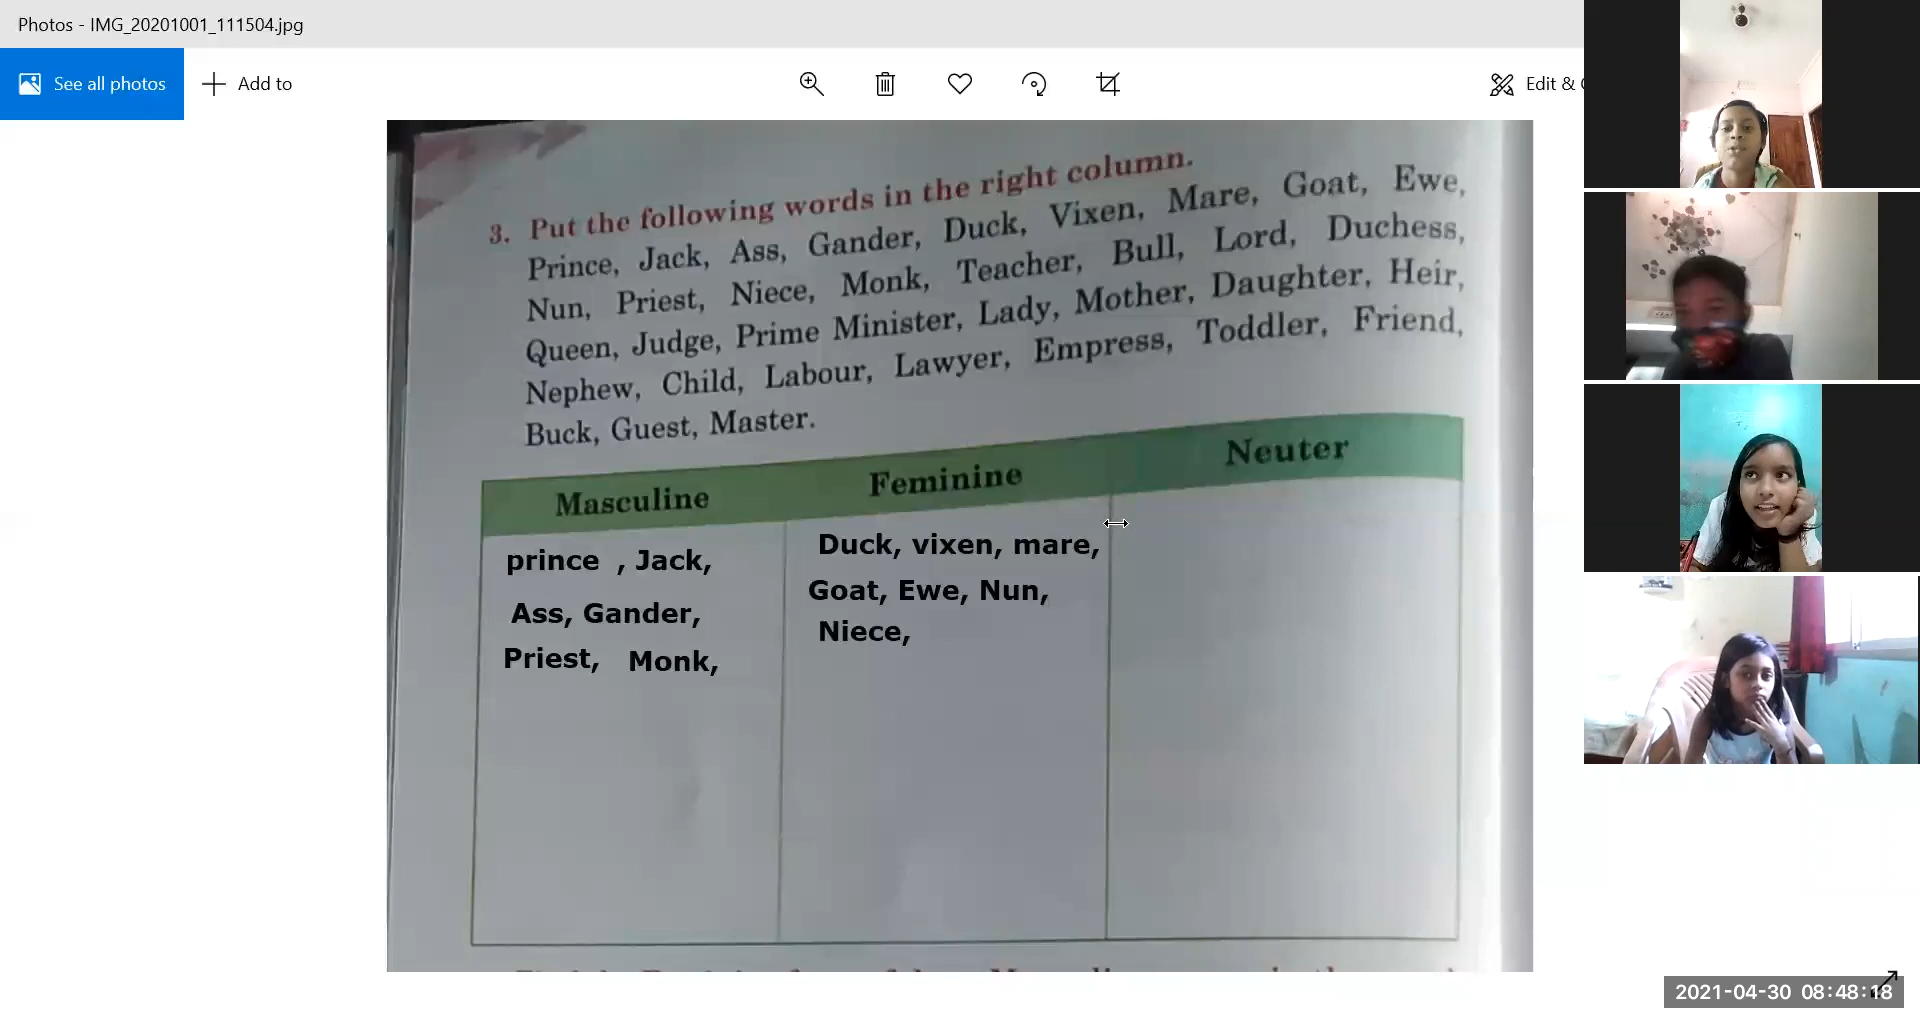 Photos - IMG_20201001_111504.jpg
See all photos
Add to
Edit &
3. Put the following words in the right column.
Prince, Jack, Ass, Gander, Duck, Vixen, Mare, Goat, Ewe,
Nun, Priest, Niece, Monk, Teacher, Bull, Lord, Duchess,
Queen, Judge, Prime Minister, Lady, Mother, Daughter, Heir,
Nephew, Child, Labour, Lawyer, Empress, Toddler, Friend,
Buck, Guest, Master.
Masculine Feminine Neuter
prince , Jack,
Ass, Gander,
Priest, Monk,
Duck, vixen, mare,
Goat, Ewe, Nun,
Niece,
2021-04-30 08:48:18